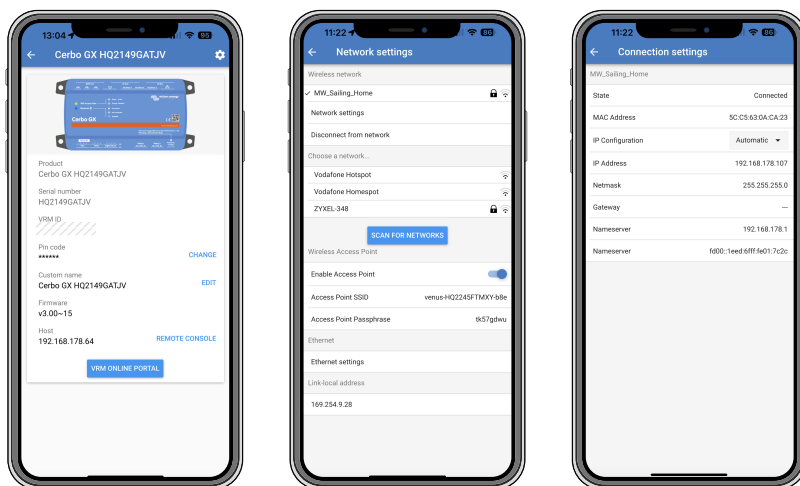 13:04
95
Cerbo GX HQ2149GATJV
Cerbo GX
Product
Cerbo GX HQ2149GATJV
Serial number
HQ2149GATJV
VRM ID
Pin code
****** CHANGE
Custom name
Cerbo GX HQ2149GATJV EDIT
Firmware
v3.00~15
Host
192.168.178.64 REMOTE CONSOLE
VRM ONLINE PORTAL
11:22
86
Network settings
Wireless network
MW_Sailing_Home
Network settings
Disconnect from network
Choose a network...
Vodafone Hotspot
Vodafone Homespot
ZYXEL-348
SCAN FOR NETWORKS
Wireless Access Point
Enable Access Point
Access Point SSID venus-HQ2245FTMXY-b8e
Access Point Passphrase tk57gdwu
Ethernet
Ethernet settings
Link-local address
169.254.9.28
11:22
86
Connection settings
MW_Sailing_Home
State Connected
MAC Address 5C:C5:63:0A:CA:23
IP Configuration Automatic
IP Address 192.168.178.107
Netmask 255.255.255.0
Gateway —
Nameserver 192.168.178.1
Nameserver fd00::1eed:6fff:fe01:7c2c